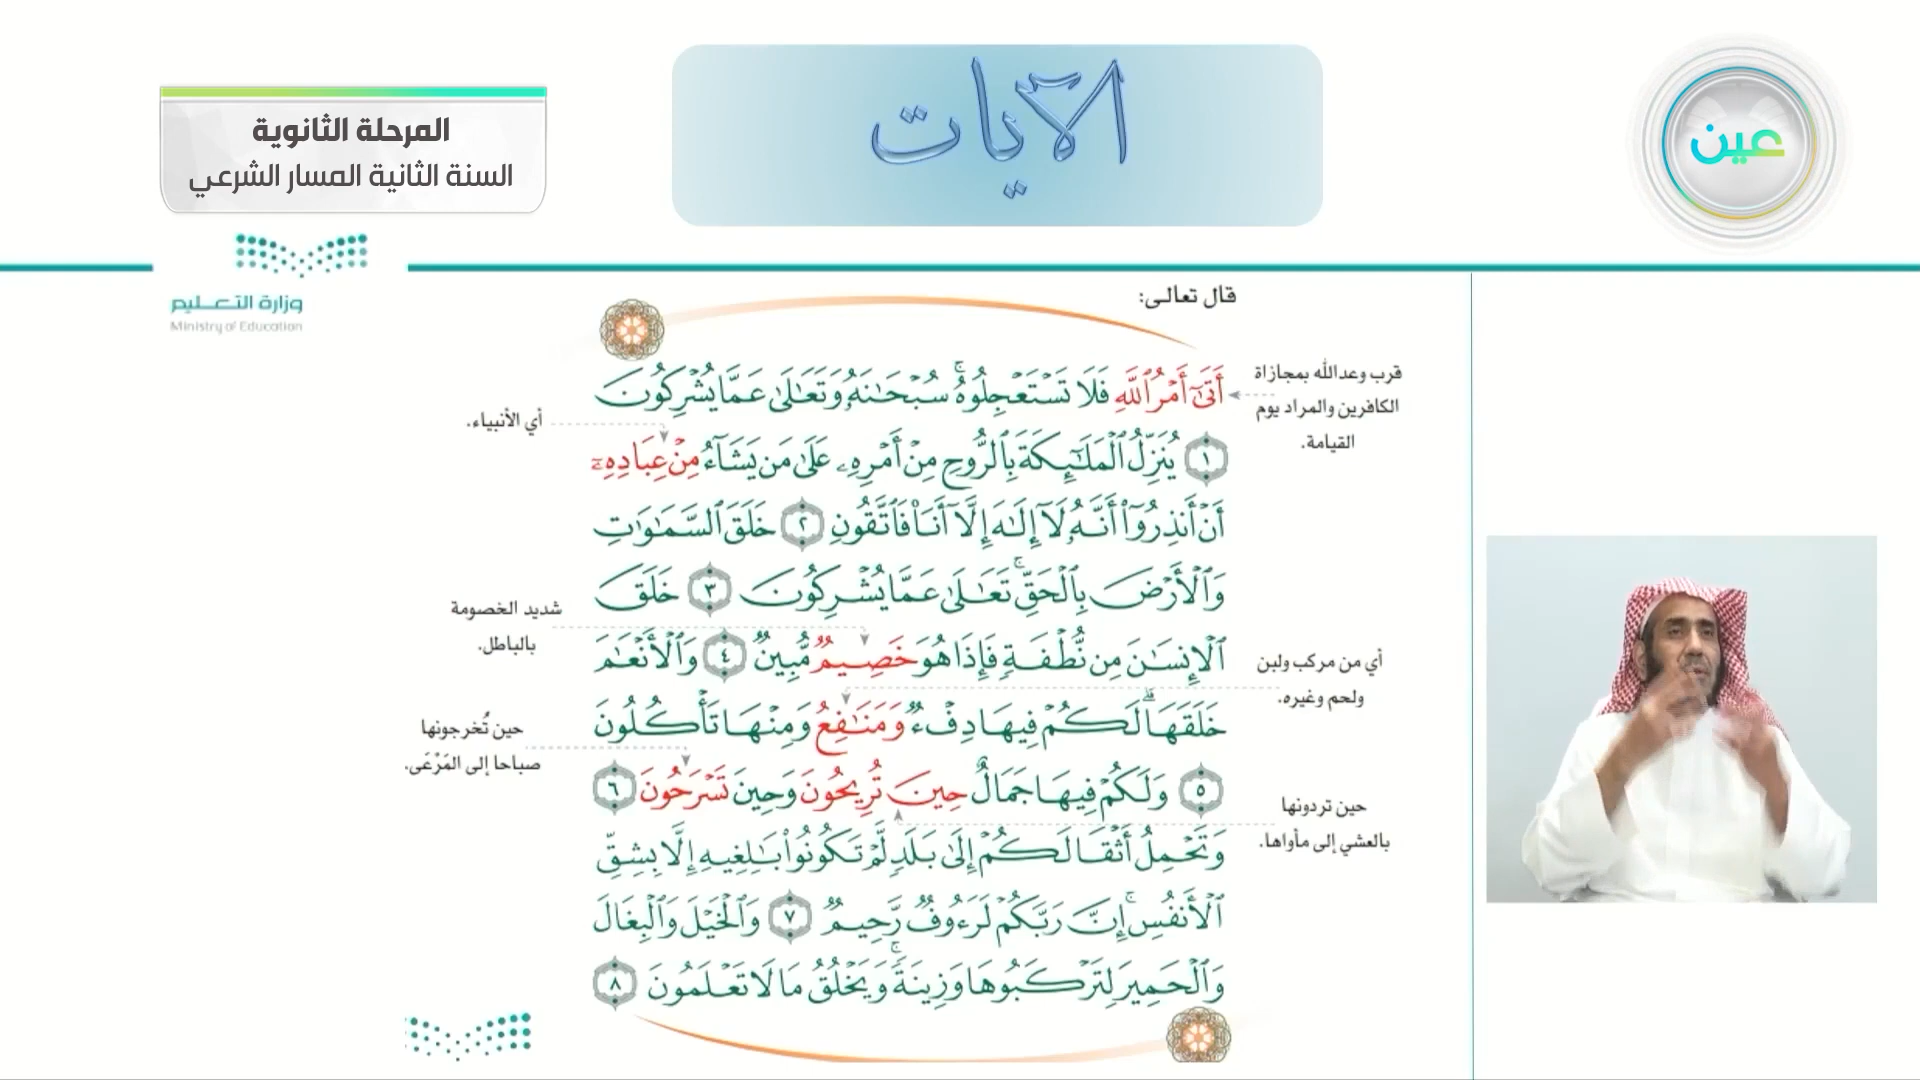 الآيات
عين
المرحلة الثانوية
السنة الثانية المسار الشرعي
وزارة التعـليم
Ministry of Education
قال تعالى:
أَتَىٰٓ أَمْرُ ٱللَّهِ فَلَا تَسْتَعْجِلُوهُ ۚ سُبْحَٰنَهُۥ وَتَعَٰلَىٰ عَمَّا يُشْرِكُونَ
١ يُنَزِّلُ ٱلْمَلَٰٓئِكَةَ بِٱلرُّوحِ مِنْ أَمْرِهِۦ عَلَىٰ مَن يَشَآءُ مِنْ عِبَادِهِۦٓ
أَنْ أَنذِرُوٓا۟ أَنَّهُۥ لَآ إِلَٰهَ إِلَّآ أَنَا۠ فَٱتَّقُونِ ٢ خَلَقَ ٱلسَّمَٰوَٰتِ
وَٱلْأَرْضَ بِٱلْحَقِّ ۚ تَعَٰلَىٰ عَمَّا يُشْرِكُونَ ٣ خَلَقَ
ٱلْإِنسَٰنَ مِن نُّطْفَةٍ فَإِذَا هُوَ خَصِيمٌ مُّبِينٌ ٤ وَٱلْأَنْعَٰمَ
خَلَقَهَا ۗ لَكُمْ فِيهَا دِفْءٌ وَمَنَٰفِعُ وَمِنْهَا تَأْكُلُونَ
٥ وَلَكُمْ فِيهَا جَمَالٌ حِينَ تُرِيحُونَ وَحِينَ تَسْرَحُونَ ٦
وَتَحْمِلُ أَثْقَالَكُمْ إِلَىٰ بَلَدٍ لَّمْ تَكُونُوا۟ بَٰلِغِيهِ إِلَّا بِشِقِّ
ٱلْأَنفُسِ ۚ إِنَّ رَبَّكُمْ لَرَءُوفٌ رَّحِيمٌ ٧ وَٱلْخَيْلَ وَٱلْبِغَالَ
وَٱلْحَمِيرَ لِتَرْكَبُوهَا وَزِينَةً ۚ وَيَخْلُقُ مَا لَا تَعْلَمُونَ ٨
قرب وعد الله بمجازاة
الكافرين والمراد يوم
القيامة.
أي الأنبياء.
شديد الخصومة
بالباطل.
أي من مركب ولبن
ولحم وغيره.
حين تُخرجونها
صباحا إلى المَرْعَى.
حين تردونها
بالعشي إلى مأواها.